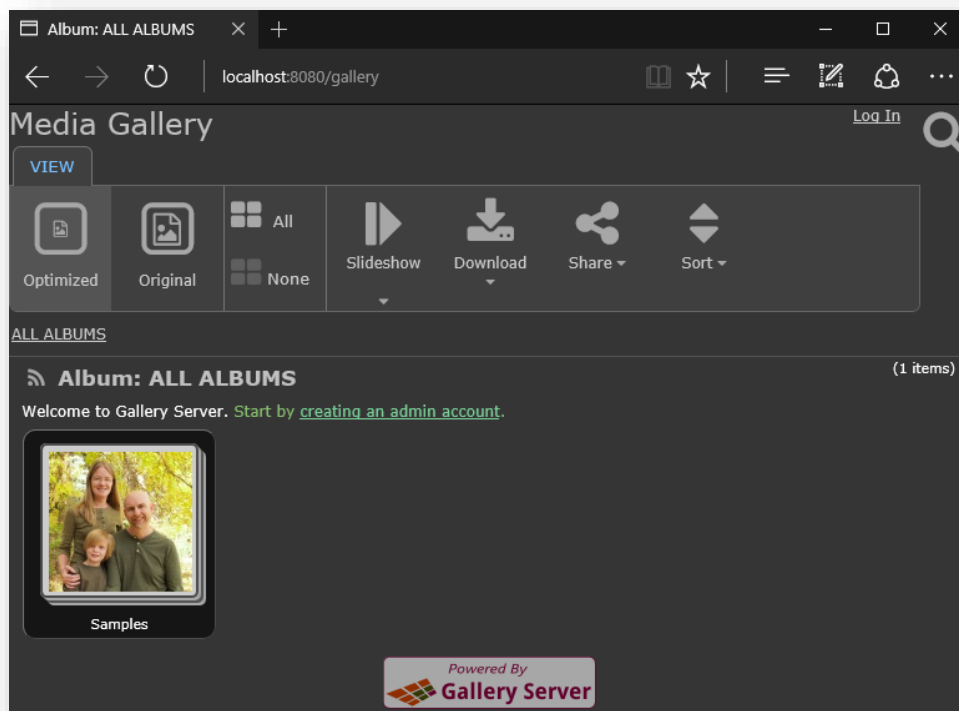 Album: ALL ALBUMS
localhost:8080/gallery
Media Gallery
Log In
VIEW
Optimized
Original
All
None
Slideshow
Download
Share
Sort
ALL ALBUMS
Album: ALL ALBUMS
(1 items)
Welcome to Gallery Server. Start by creating an admin account.
Samples
Powered By
Gallery Server